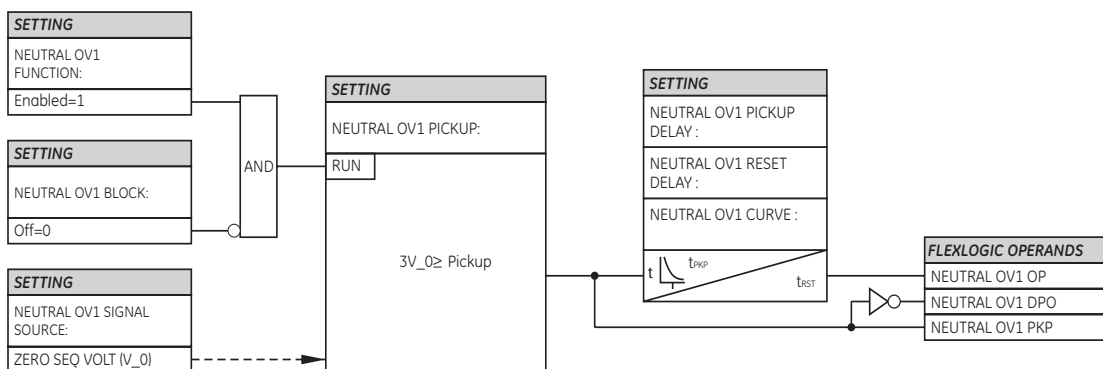 SETTING
NEUTRAL OV1
FUNCTION:
Enabled=1
SETTING
NEUTRAL OV1 BLOCK:
Off=0
SETTING
NEUTRAL OV1 SIGNAL
SOURCE:
ZERO SEQ VOLT (V_0)
AND
SETTING
NEUTRAL OV1 PICKUP:
RUN
3V_0≥ Pickup
SETTING
NEUTRAL OV1 PICKUP
DELAY :
NEUTRAL OV1 RESET
DELAY :
NEUTRAL OV1 CURVE :
t
tPKP
tRST
FLEXLOGIC OPERANDS
NEUTRAL OV1 OP
NEUTRAL OV1 DPO
NEUTRAL OV1 PKP